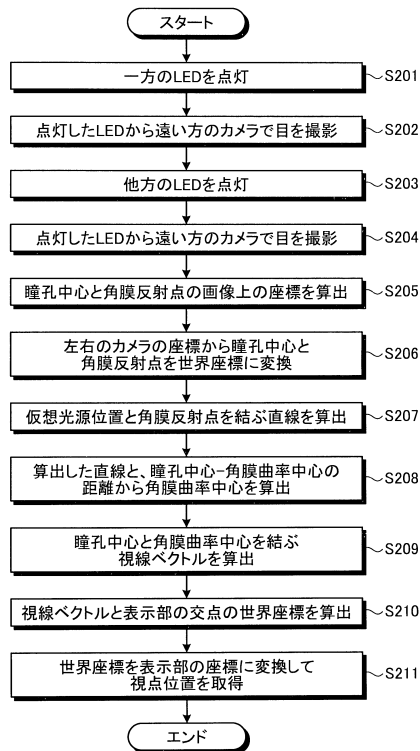 スタート
一方のLEDを点灯
S201
点灯したLEDから遠い方のカメラで目を撮影
S202
他方のLEDを点灯
S203
点灯したLEDから遠い方のカメラで目を撮影
S204
瞳孔中心と角膜反射点の画像上の座標を算出
S205
左右のカメラの座標から瞳孔中心と
角膜反射点を世界座標に変換
S206
仮想光源位置と角膜反射点を結ぶ直線を算出
S207
算出した直線と、瞳孔中心-角膜曲率中心の
距離から角膜曲率中心を算出
S208
瞳孔中心と角膜曲率中心を結ぶ
視線ベクトルを算出
S209
視線ベクトルと表示部の交点の世界座標を算出
S210
世界座標を表示部の座標に変換して
視点位置を取得
S211
エンド